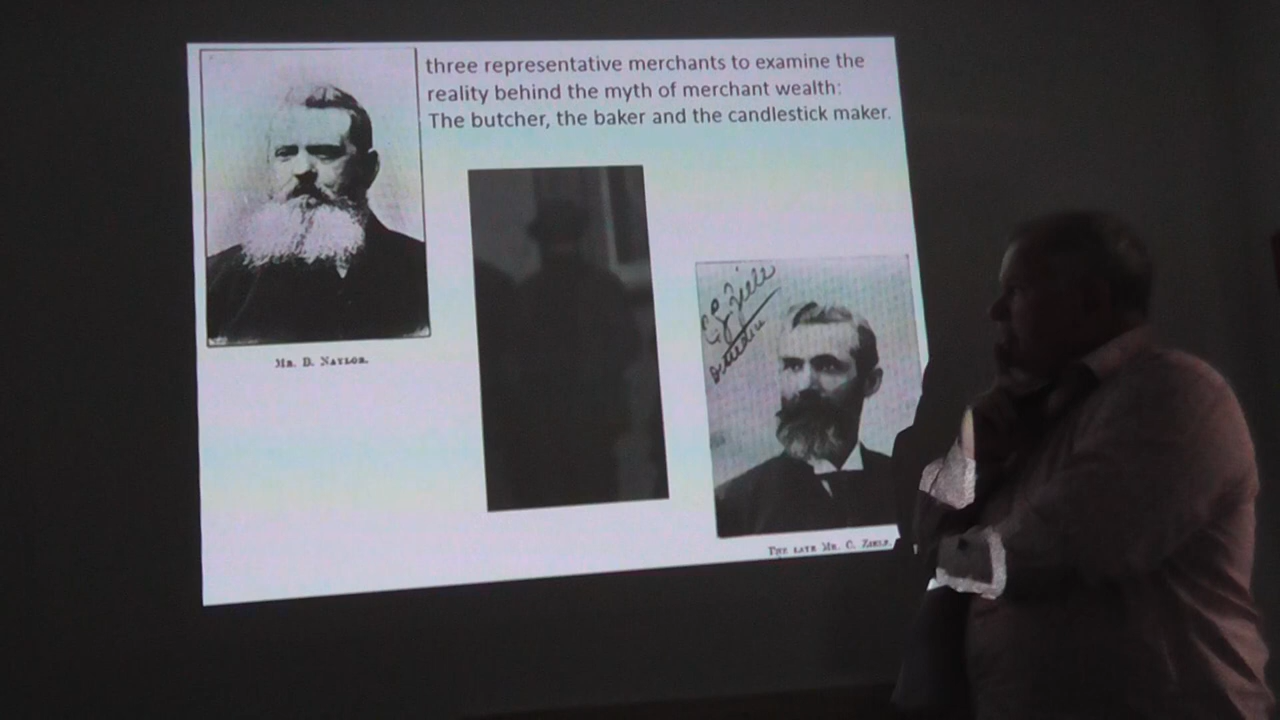 three representative merchants to examine the
reality behind the myth of merchant wealth:
The butcher, the baker and the candlestick maker.
Mr. D. Naylor.
The late Mr. C. Ziele.